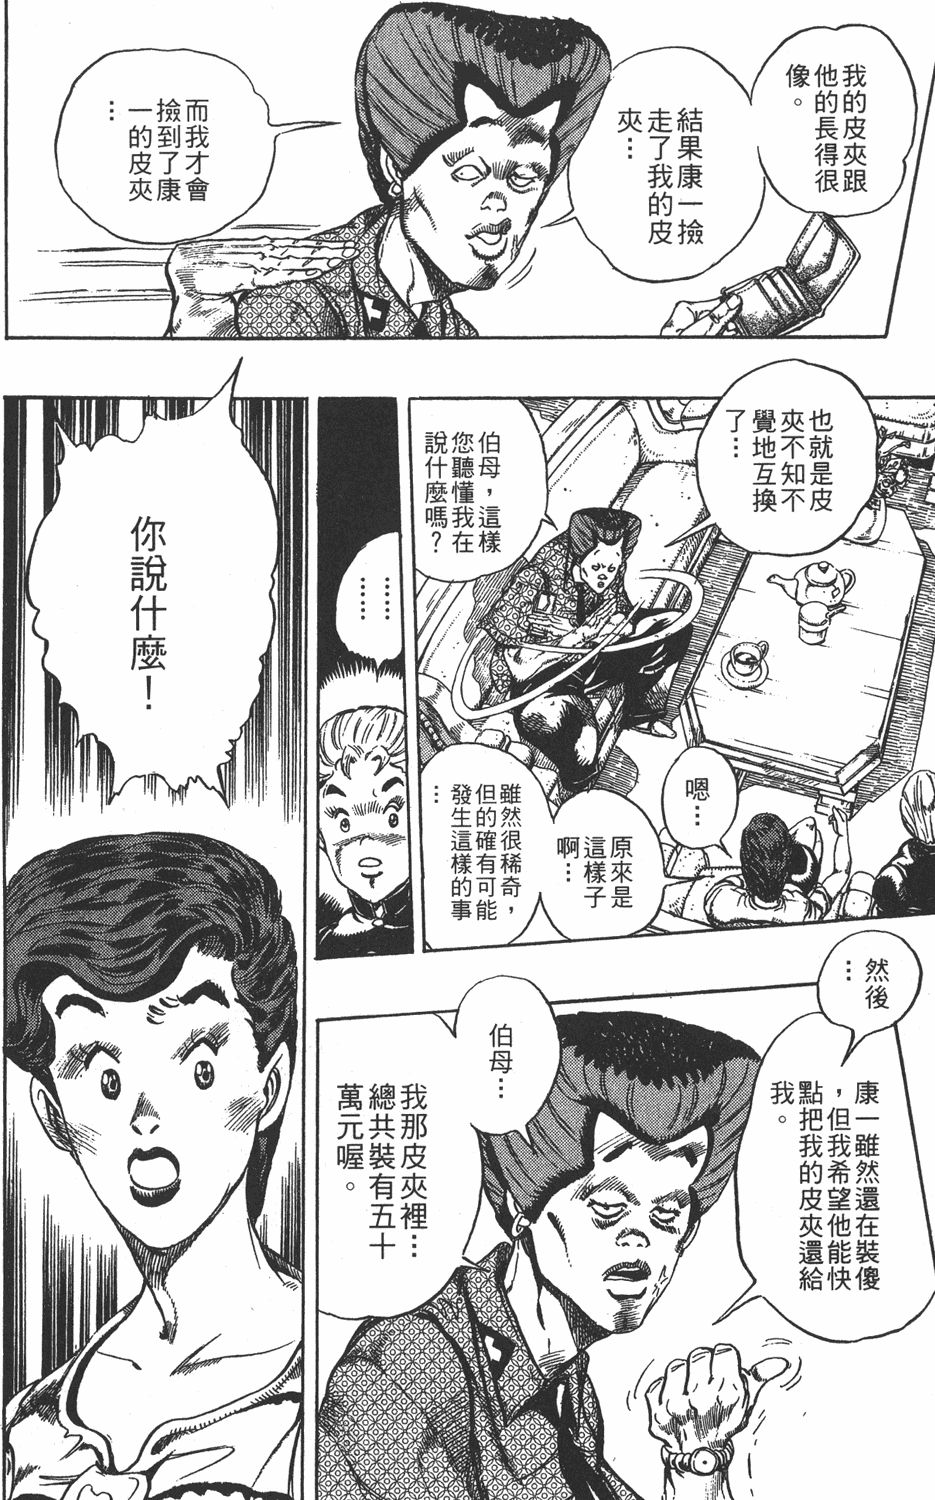 我的皮夾跟
他的長得很
像。
結果康一撿
走了我的皮
夾…
而我才會
撿到了康
一的皮夾
…
也就是皮
夾不知不
覺地互換
了…
伯母，這樣
您聽懂我在
說什麼嗎？
嗯…
原來是
這樣子
啊…
雖然很稀奇，
但的確有可能
發生這樣的事
…
……
……
你說什麼！
然後
…
康一雖然還在裝傻
，但我希望他能快
點把我的皮夾還給
我。
伯母…
我那皮夾裡…
總共裝有五十
萬元喔。